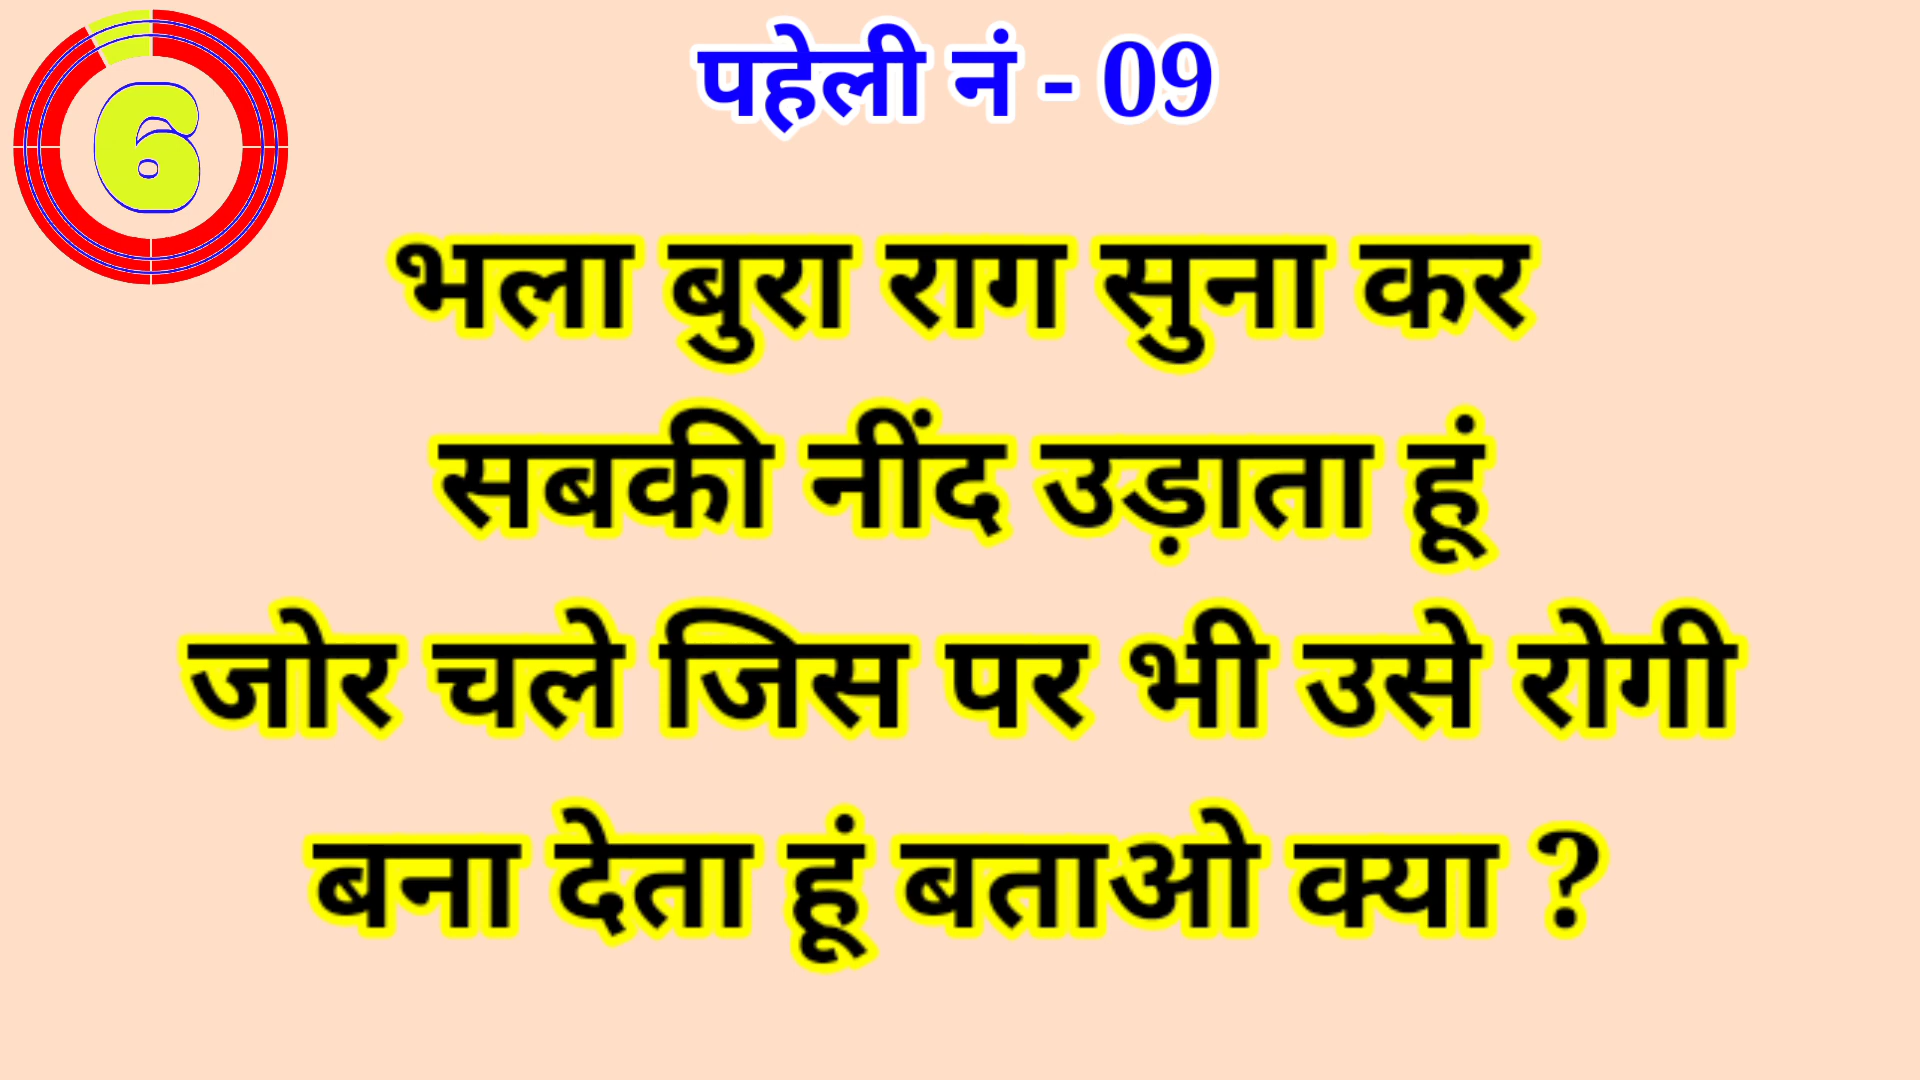 6
पहेली नं - 09
भला बुरा राग सुना कर
सबकी नींद उड़ाता हूं
जोर चले जिस पर भी उसे रोगी
बना देता हूं बताओ क्या ?